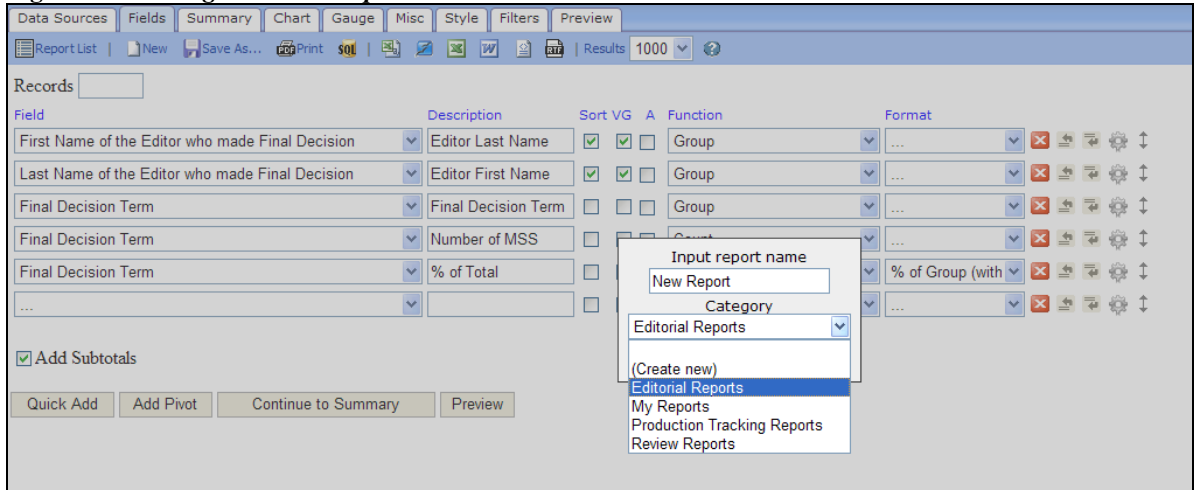 Data Sources Fields Summary Chart Gauge Misc Style Filters Preview
Report List | New Save As... Print SQL | RTF | Results 1000
Records
Field Description Sort VG A Function Format
First Name of the Editor who made Final Decision Editor Last Name Group ...
Last Name of the Editor who made Final Decision Editor First Name Group ...
Final Decision Term Final Decision Term Group ...
Final Decision Term Number of MSS ...
Final Decision Term % of Total % of Group (with
... ...
Input report name
New Report
Category
Editorial Reports
(Create new)
Editorial Reports
My Reports
Production Tracking Reports
Review Reports
Add Subtotals
Quick Add Add Pivot Continue to Summary Preview